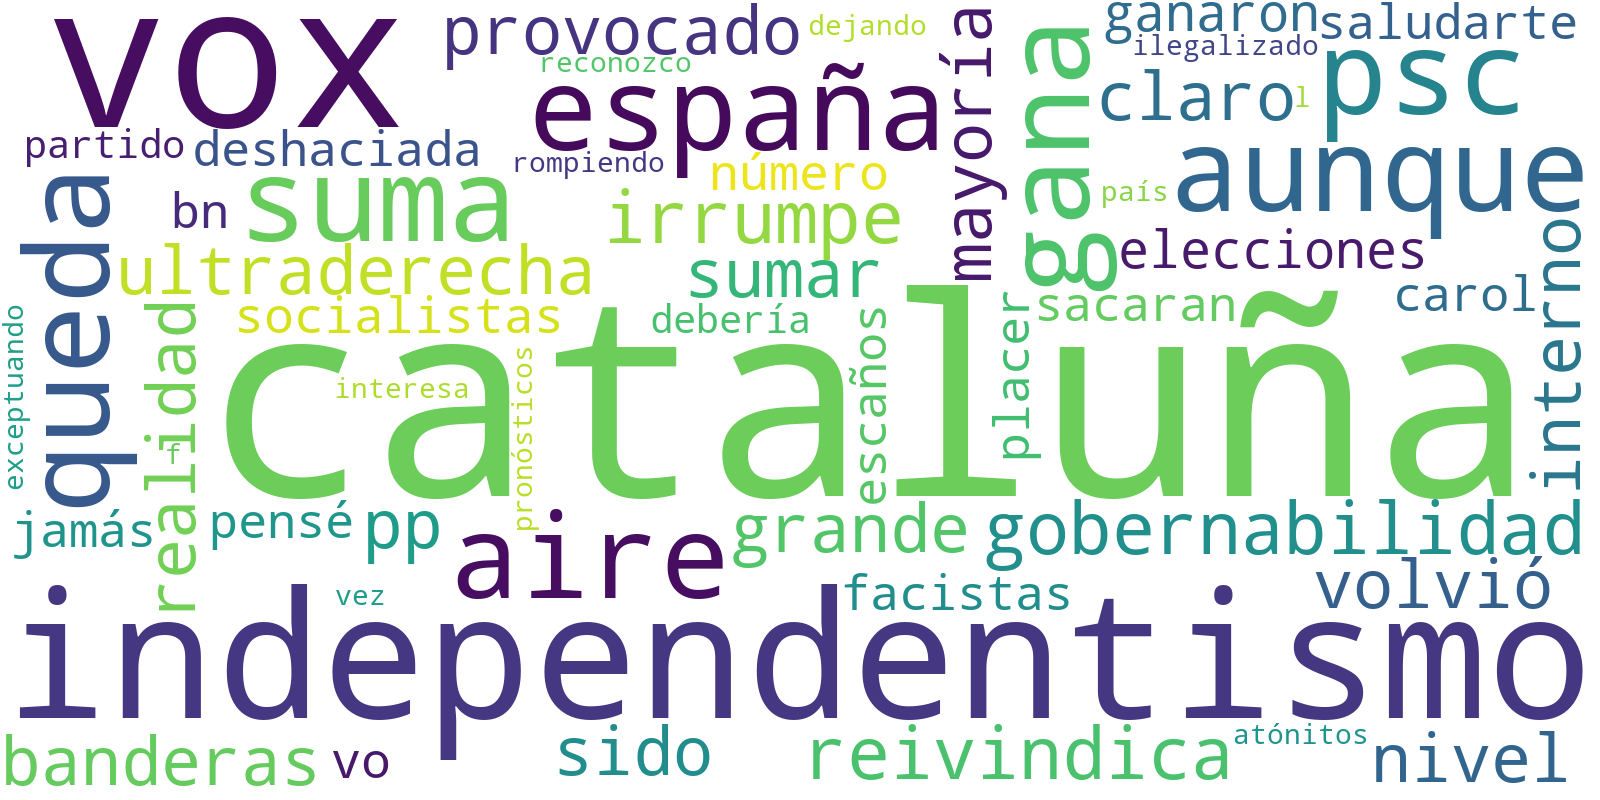 vox
provocado
dejando
ganaron
saludarte
reconozco
ilegalizado
españa
mayoría
gana
claro
l
psc
partido
deshaciada
rompiendo
número
país
aunque
queda
bn
suma
irrumpe
elecciones
interno
ultraderecha
sumar
sacaran
carol
exceptuando
realidad
socialistas
debería
escaños
placer
cataluña
interesa
pronósticos
f
jamás
pensé
pp
aire
grande
gobernabilidad
vez
facistas
volvió
independentismo
banderas
vo
sido
reivindica
atónitos
nivel